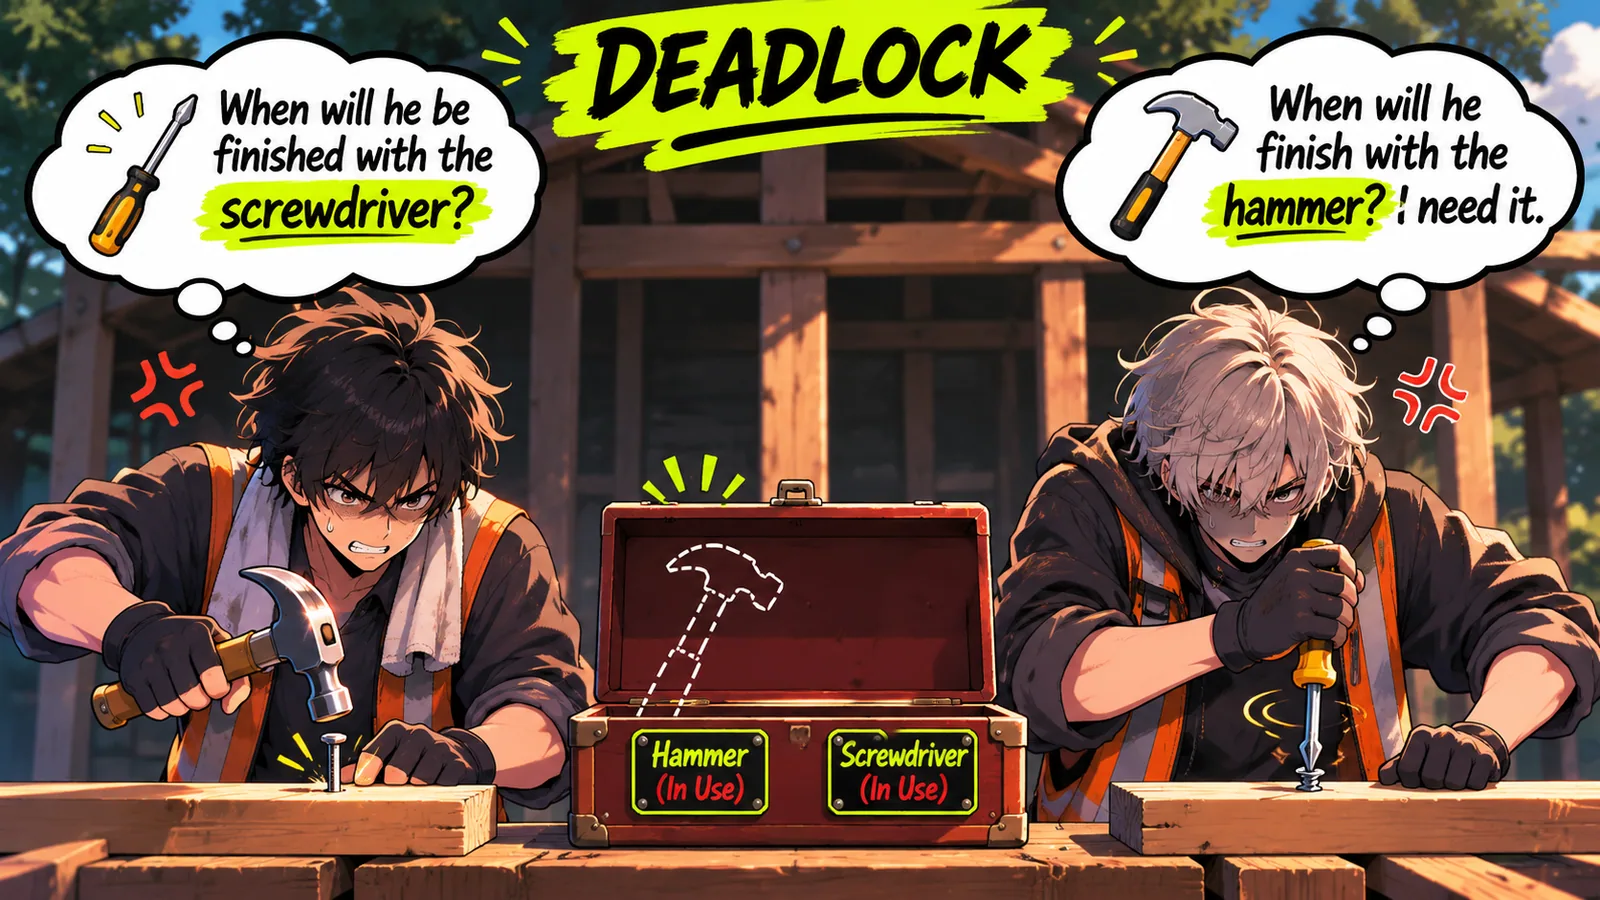 DEADLOCK
When will he be
finished with the
screwdriver?
When will he
finish with the
hammer? I need it.
Hammer
(In Use)
Screwdriver
(In Use)